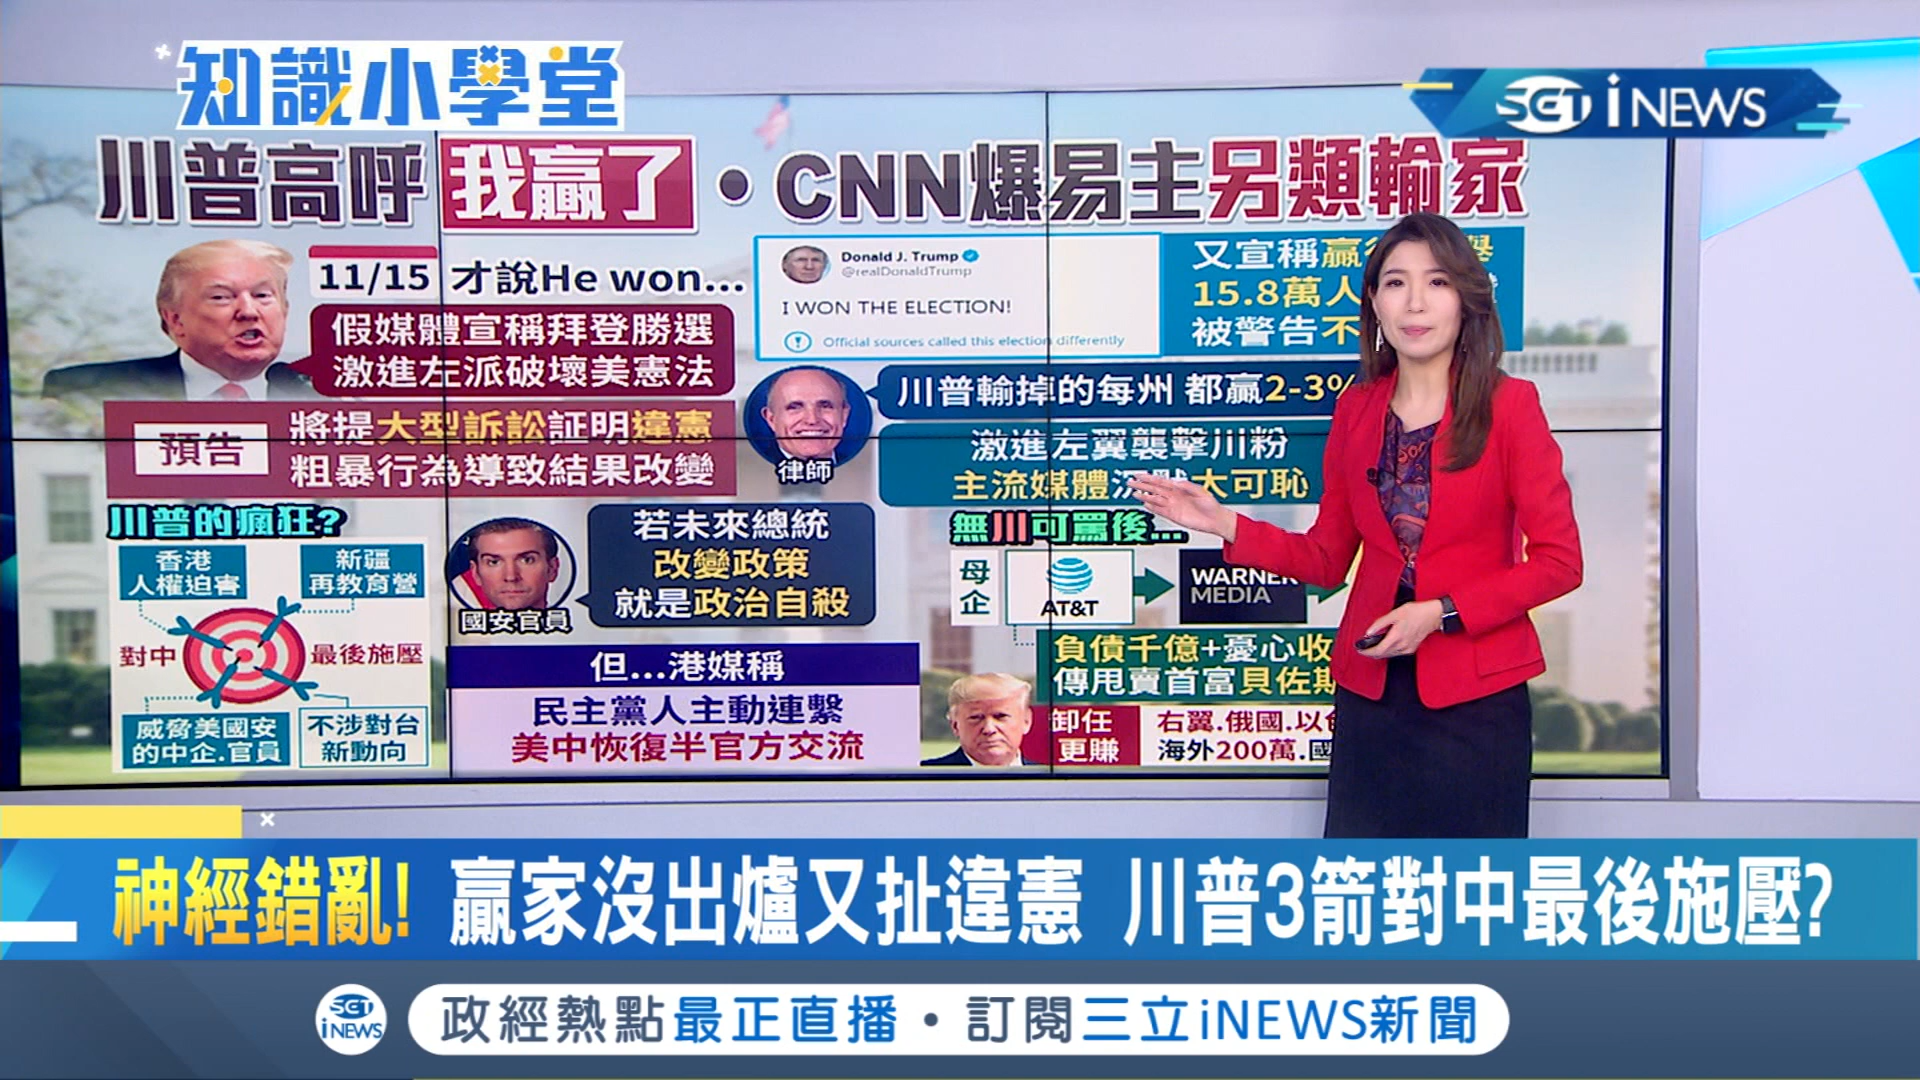 知識小學堂
SET iNEWS
川普高呼 我贏了・CNN爆易主另類輸家
11/15 才說He won...
假媒體宣稱拜登勝選
激進左派破壞美憲法
預告
將提大型訴訟証明違憲
粗暴行為導致結果改變
Donald J. Trump
@realDonaldTrump
I WON THE ELECTION!
Official sources called this election differently
又宣稱贏
15.8萬人
被警告不
律師
川普輸掉的每州 都贏2-3%
激進左翼襲擊川粉
主流媒體沉默大可恥
川普的瘋狂?
香港
人權迫害
新疆
再教育營
對中
最後施壓
威脅美國安
的中企.官員
不涉對台
新動向
國安官員
若未來總統
改變政策
就是政治自殺
但...港媒稱
民主黨人主動連繫
美中恢復半官方交流
無川可罵後...
母企
AT&T
WARNER
MEDIA
負債千億+憂心收
傳甩賣首富貝佐斯
卸任
更賺
右翼.俄國.以色
海外200萬.國
神經錯亂! 贏家沒出爐又扯違憲 川普3箭對中最後施壓?
SET iNEWS
政經熱點最正直播・訂閱三立iNEWS新聞